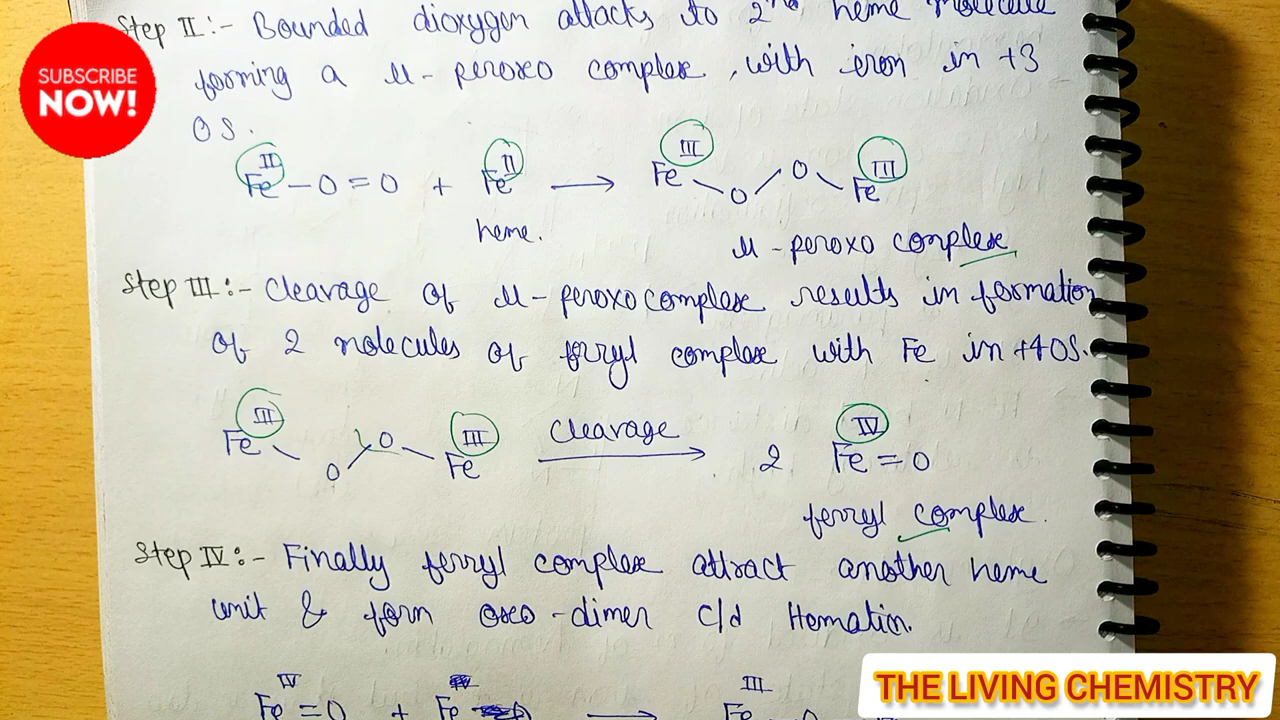 Step II:- Bounded dioxygen attacks to 2nd heme molecule
forming a μ-peroxo complex, with iron in +3
OS.
II II III III
Fe-O=O + Fe → Fe O O Fe
heme.
μ-peroxo complex
Step III:- Cleavage of μ-peroxocomplex results in formation
of 2 molecules of ferryl complex with Fe in +4OS.
III III IV
Fe O O Fe Cleavage → 2 Fe=O
ferryl complex.
Step IV:- Finally ferryl complex attract another heme
unit & form oxo-dimer c/d Hematin.
IV III
Fe=O + Fe → Fe O
SUBSCRIBE
NOW!
THE LIVING CHEMISTRY